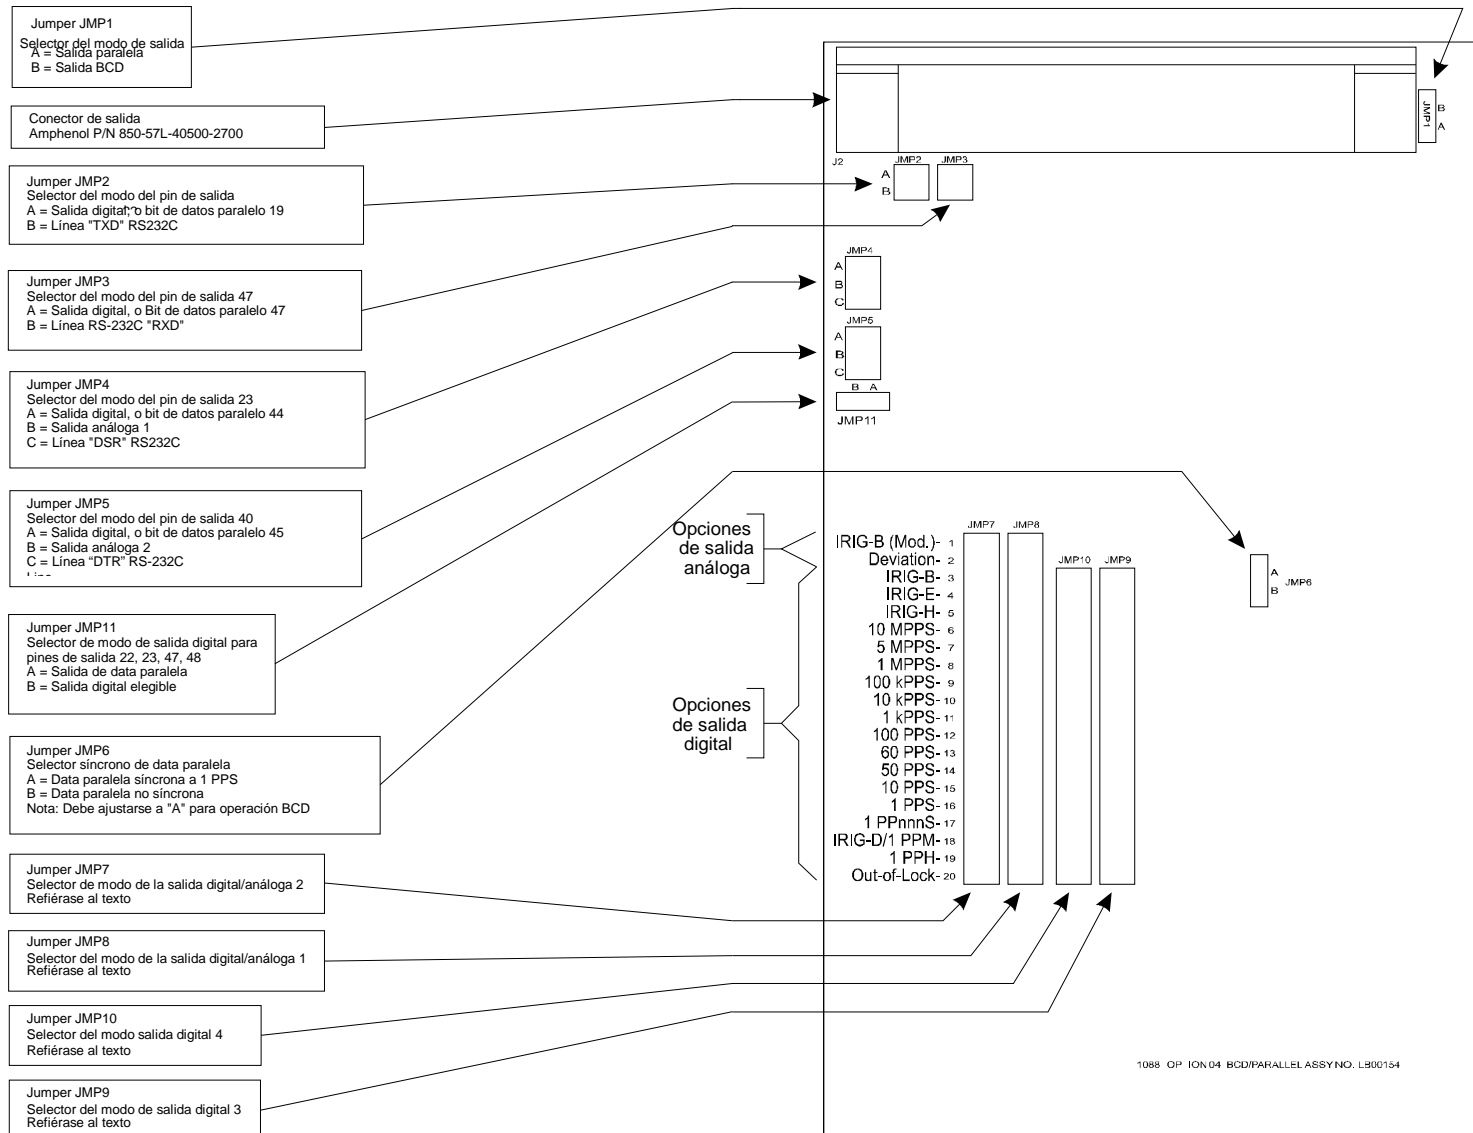 Jumper JMP1
Selector del modo de salida
A = Salida paralela
B = Salida BCD
Conector de salida
Amphenol P/N 850-57L-40500-2700
Jumper JMP2
Selector del modo del pin de salida
A = Salida digital, o bit de datos paralelo 19
B = Línea "TXD" RS232C
Jumper JMP3
Selector del modo del pin de salida 47
A = Salida digital, o Bit de datos paralelo 47
B = Línea RS-232C "RXD"
Jumper JMP4
Selector del modo del pin de salida 23
A = Salida digital, o bit de datos paralelo 44
B = Salida análoga 1
C = Línea "DSR" RS232C
Jumper JMP5
Selector del modo del pin de salida 40
A = Salida digital, o bit de datos paralelo 45
B = Salida análoga 2
C = Línea “DTR” RS-232C
Jumper JMP11
Selector de modo de salida digital para
pines de salida 22, 23, 47, 48
A = Salida de data paralela
B = Salida digital elegible
Jumper JMP6
Selector síncrono de data paralela
A = Data paralela síncrona a 1 PPS
B = Data paralela no síncrona
Nota: Debe ajustarse a "A" para operación BCD
Jumper JMP7
Selector de modo de la salida digital/análoga 2
Refiérase al texto
Jumper JMP8
Selector del modo de la salida digital/análoga 1
Refiérase al texto
Jumper JMP10
Selector del modo salida digital 4
Refiérase al texto
Jumper JMP9
Selector del modo de salida digital 3
Refiérase al texto
JMP1
B
A
J2
JMP2
JMP3
A
B
JMP4
A
B
C
JMP5
A
B
C
B A
JMP11
Opciones
de salida
análoga
Opciones
de salida
digital
JMP7
JMP8
JMP10
JMP9
IRIG-B (Mod.)- 1
Deviation- 2
IRIG-B- 3
IRIG-E- 4
IRIG-H- 5
10 MPPS- 6
5 MPPS- 7
1 MPPS- 8
100 kPPS- 9
10 kPPS- 10
1 kPPS- 11
100 PPS- 12
60 PPS- 13
50 PPS- 14
10 PPS- 15
1 PPS- 16
1 PPnnnS- 17
IRIG-D/1 PPM- 18
1 PPH- 19
Out-of-Lock- 20
A
B
JMP6
1088 OP ION 04 BCD/PARALLEL ASSY NO. LB00154